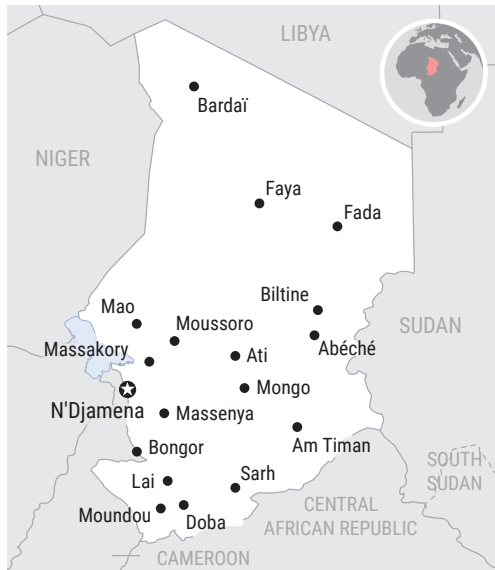 LIBYA
Bardaï
NIGER
Faya
Fada
Biltine
Mao
Moussoro
SUDAN
Massakory
Abéché
Ati
Mongo
N'Djamena
Massenya
Am Timan
Bongor
SOUTH
SUDAN
Lai
Sarh
CENTRAL
AFRICAN REPUBLIC
Moundou
Doba
CAMEROON